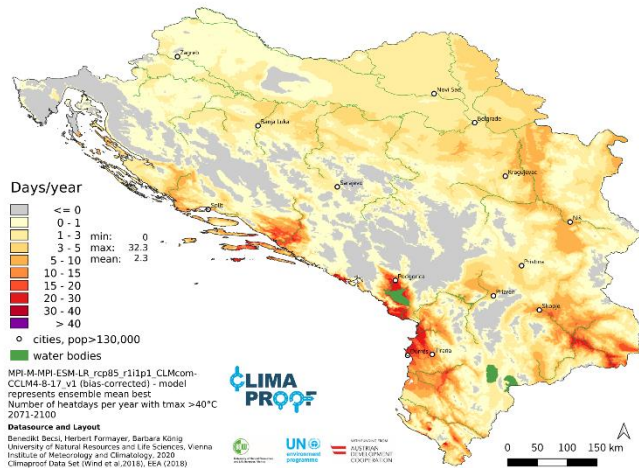 Zagreb
Novi Sad
Belgrade
Banja Luka
Kragujevac
Sarajevo
Split
Niš
Pristina
Podgorica
Prizren
Skopje
Durrës
Tirana
Days/year
<= 0
0 - 1
1 - 3
3 - 5
5 - 10
10 - 15
15 - 20
20 - 30
30 - 40
> 40
min: 0
max: 32.3
mean: 2.3
cities, pop>130,000
water bodies
MPI-M-MPI-ESM-LR_rcp85_r1i1p1_CLMcom-
CCLM4-8-17_v1 (bias-corrected) - model
represents ensemble mean best
Number of heatdays per year with tmax >40°C
2071-2100
Datasource and Layout
Benedikt Becsi, Herbert Formayer, Barbara König
University of Natural Resources and Life Sciences, Vienna
Institute of Meteorology and Climatology, 2020
Climaproof Data Set (Wind et al,2018), EEA (2018)
CLIMA
PROOF
UN
environment
programme
WITH FUNDING FROM
AUSTRIAN
DEVELOPMENT
COOPERATION
0 50 100 150 km